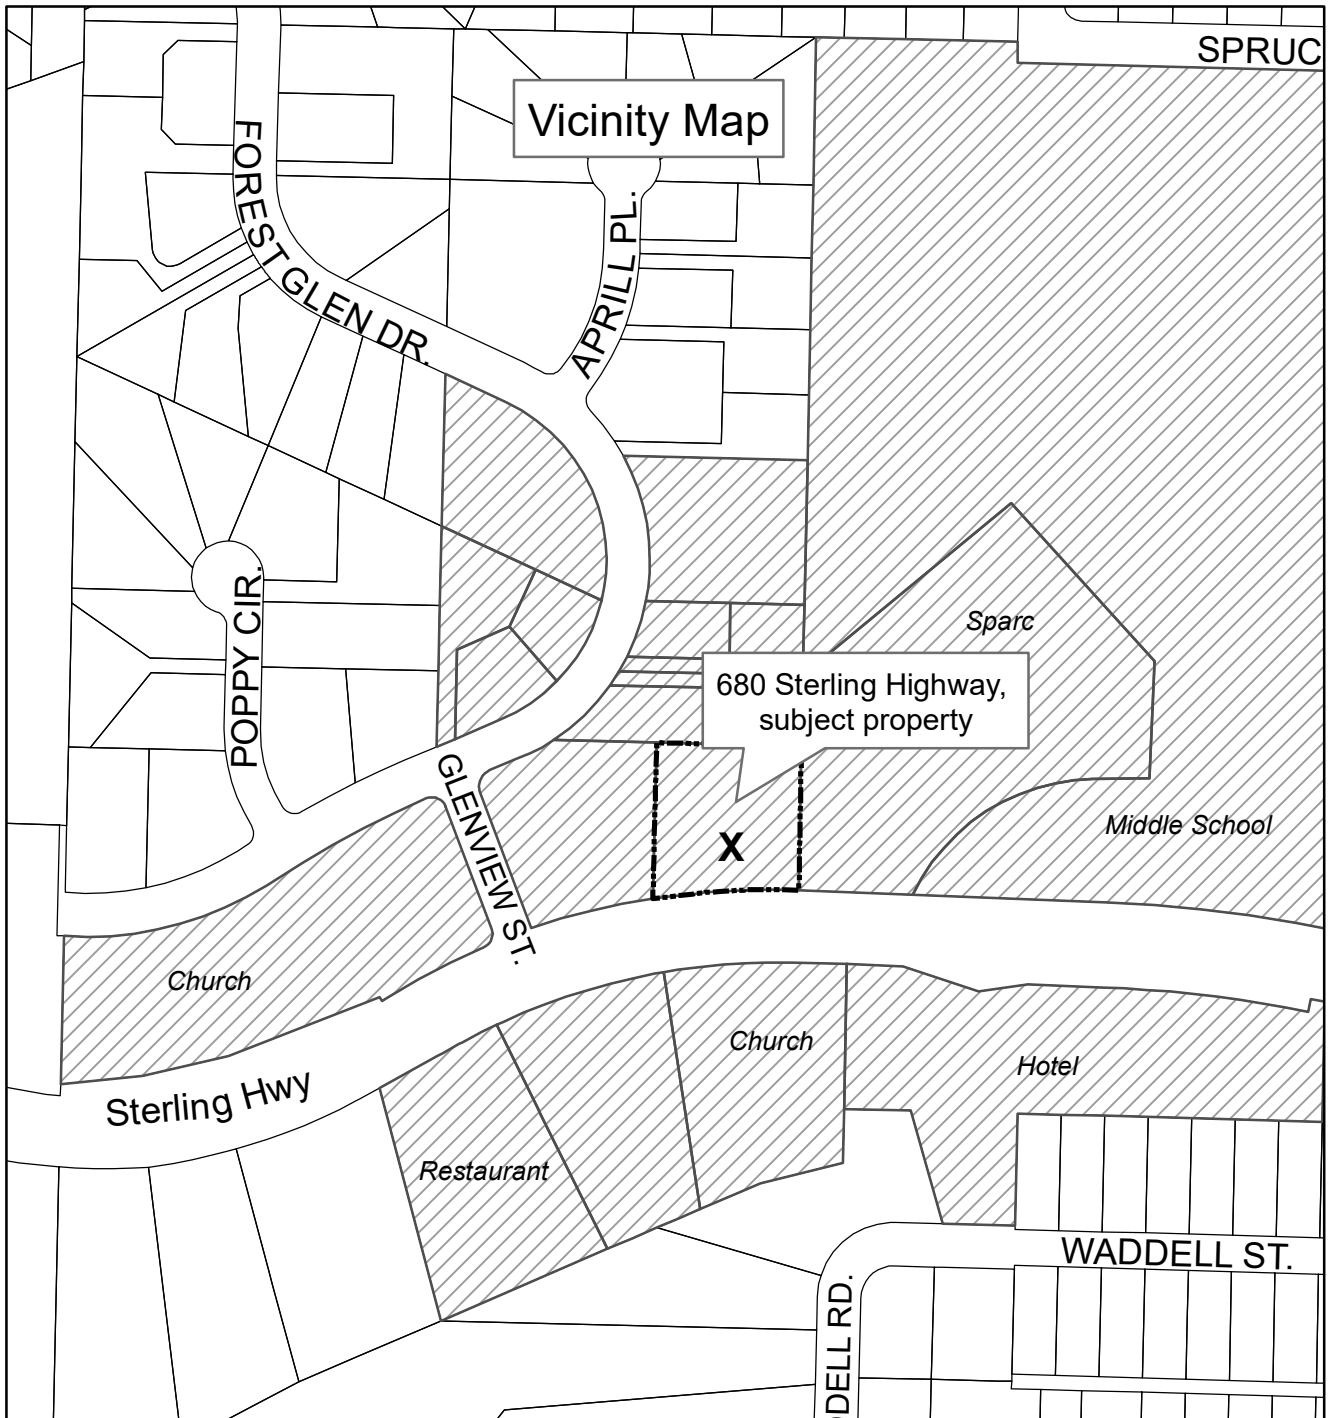 SPRUC
Vicinity Map
FOREST GLEN DR.
APRILL PL.
POPPY CIR.
Sparc
680 Sterling Highway,
subject property
GLENVIEW ST.
X
Middle School
Church
Church
Hotel
Sterling Hwy
Restaurant
WADDELL ST.
DDELL RD.